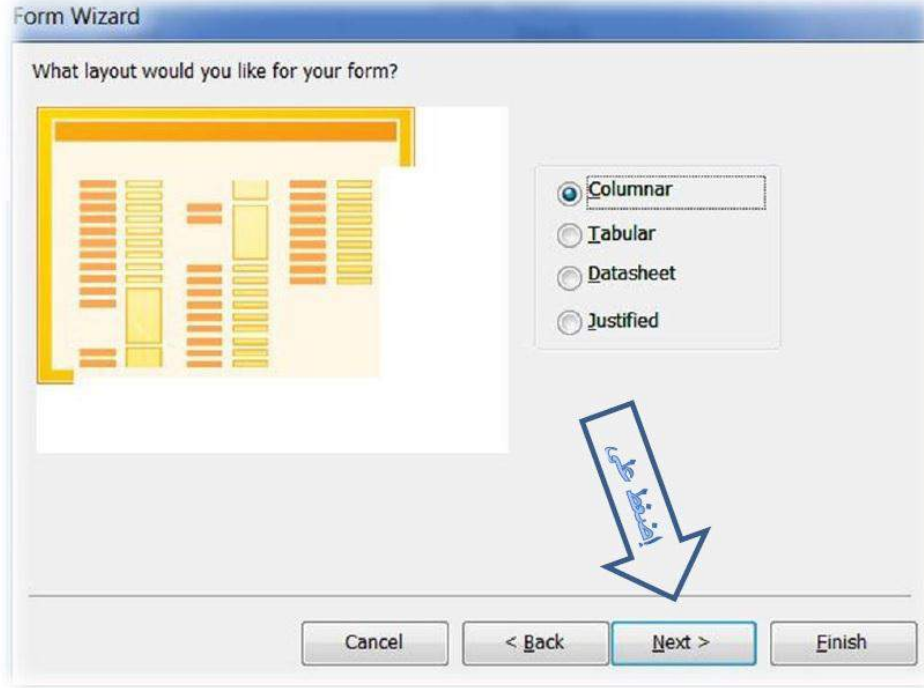 Form Wizard
What layout would you like for your form?
Columnar
Tabular
Datasheet
Justified
اضغط على
Cancel
< Back
Next >
Finish